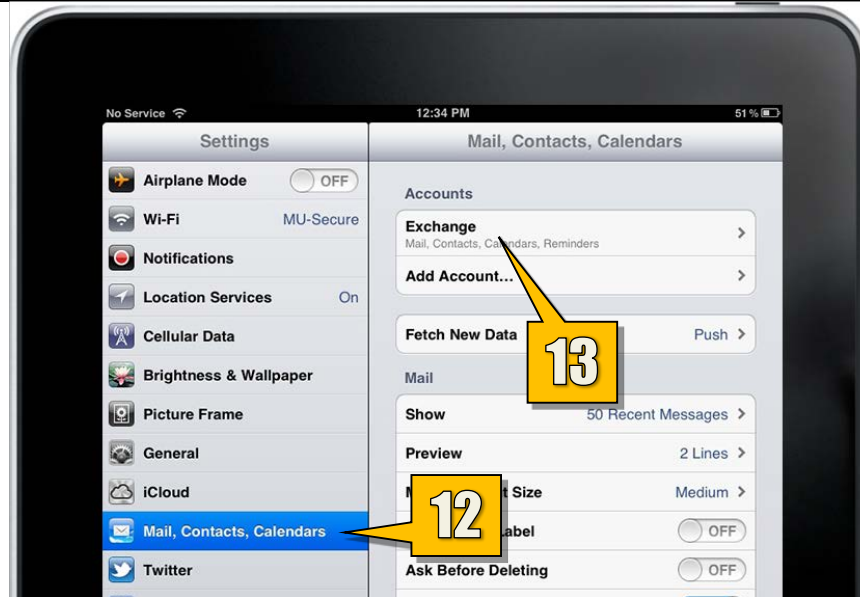 No Service 12:34 PM 51%
Settings
Airplane Mode OFF
Wi-Fi MU-Secure
Notifications
Location Services On
Cellular Data
Brightness & Wallpaper
Picture Frame
General
iCloud
Mail, Contacts, Calendars
Twitter
Mail, Contacts, Calendars
Accounts
Exchange
Mail, Contacts, Calendars, Reminders
Add Account...
Fetch New Data Push
13
Mail
Show 50 Recent Messages
Preview 2 Lines
Size Medium
12
OFF
Ask Before Deleting OFF